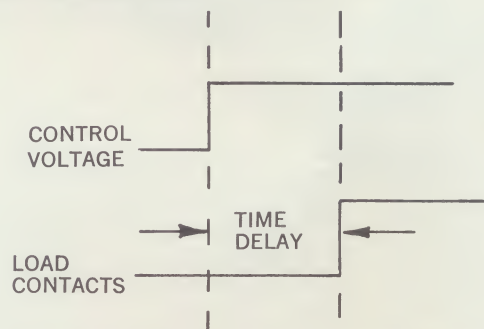 CONTROL
VOLTAGE
TIME
DELAY
LOAD
CONTACTS